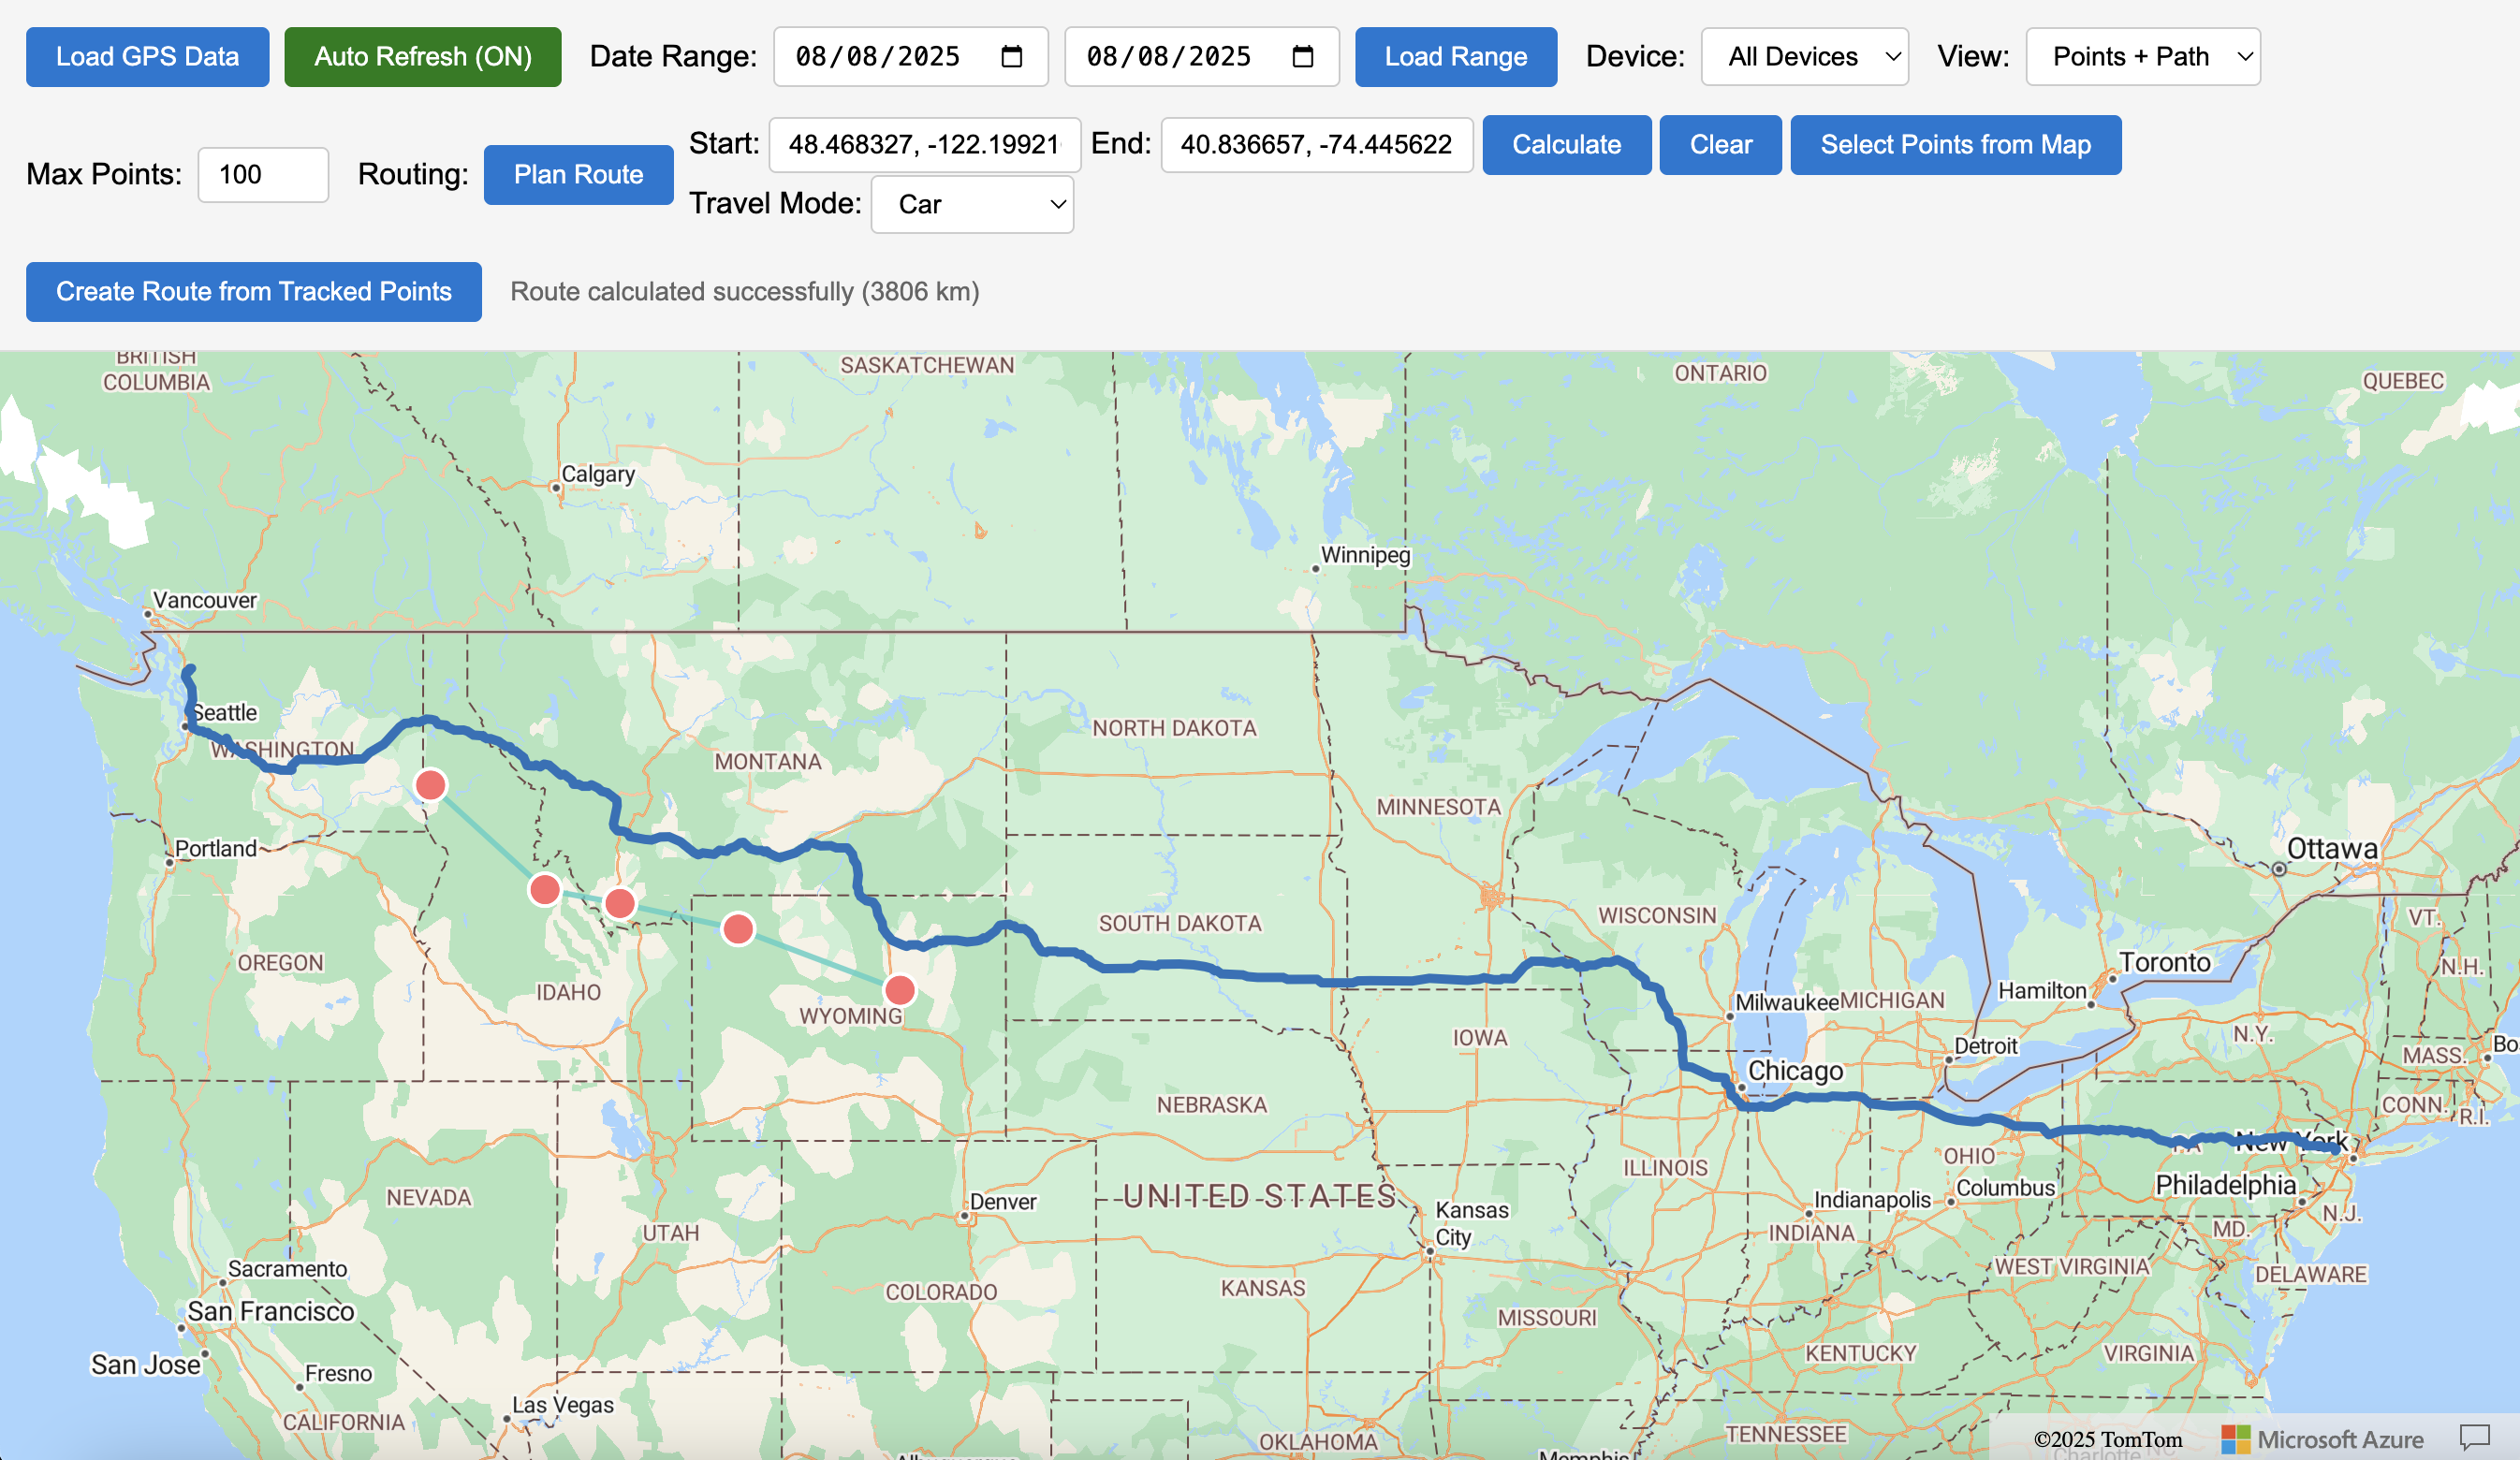 Load GPS Data
Auto Refresh (ON)
Date Range:
08/08/2025
08/08/2025
Load Range
Device:
All Devices
View:
Points + Path
Max Points:
100
Routing:
Plan Route
Start:
48.468327, -122.19921
End:
40.836657, -74.445622
Calculate
Clear
Select Points from Map
Travel Mode:
Car
Create Route from Tracked Points
Route calculated successfully (3806 km)
BRITISH
COLUMBIA
SASKATCHEWAN
ONTARIO
QUEBEC
Calgary
Winnipeg
Vancouver
Seattle
WASHINGTON
MONTANA
NORTH DAKOTA
MINNESOTA
Portland
Ottawa
SOUTH DAKOTA
WISCONSIN
VT.
OREGON
IDAHO
WYOMING
Toronto
N.H.
Hamilton
Milwaukee
MICHIGAN
IOWA
Detroit
N.Y.
MASS.
Bo
Chicago
NEBRASKA
CONN.
R.I.
New York
PA
OHIO
ILLINOIS
NEVADA
UNITED STATES
Denver
Kansas
City
Indianapolis
Columbus
Philadelphia
N.J.
UTAH
INDIANA
MD.
Sacramento
WEST VIRGINIA
DELAWARE
COLORADO
KANSAS
San Francisco
MISSOURI
San Jose
Fresno
KENTUCKY
VIRGINIA
Las Vegas
CALIFORNIA
OKLAHOMA
TENNESSEE
©2025 TomTom
Microsoft Azure
Charlotte
NC
Albuquerque
Memphis